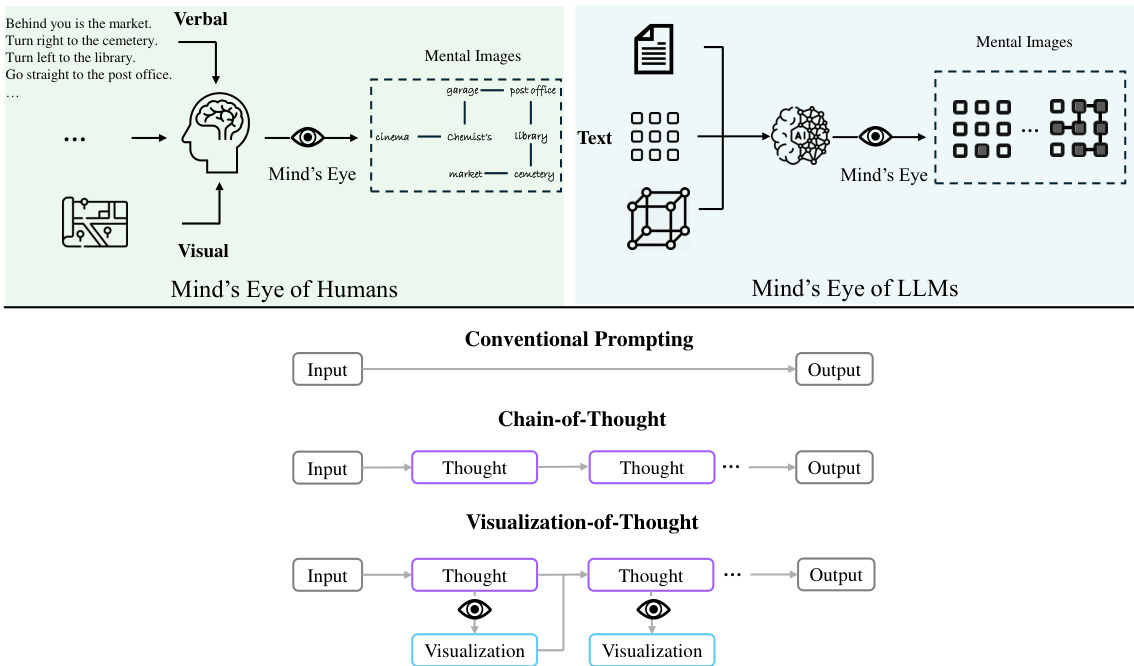 Behind you is the market.
Turn right to the cemetery.
Turn left to the library.
Go straight to the post office.
…
Verbal
...
Visual
Mind's Eye
Mental Images
garage
post office
cinema
Chemist's
library
market
cemetery
Mind's Eye of Humans
Text
AI
Mind's Eye
Mental Images
...
Mind's Eye of LLMs
Conventional Prompting
Input
Output
Chain-of-Thought
Input
Thought
Thought
...
Output
Visualization-of-Thought
Input
Thought
Thought
...
Output
Visualization
Visualization